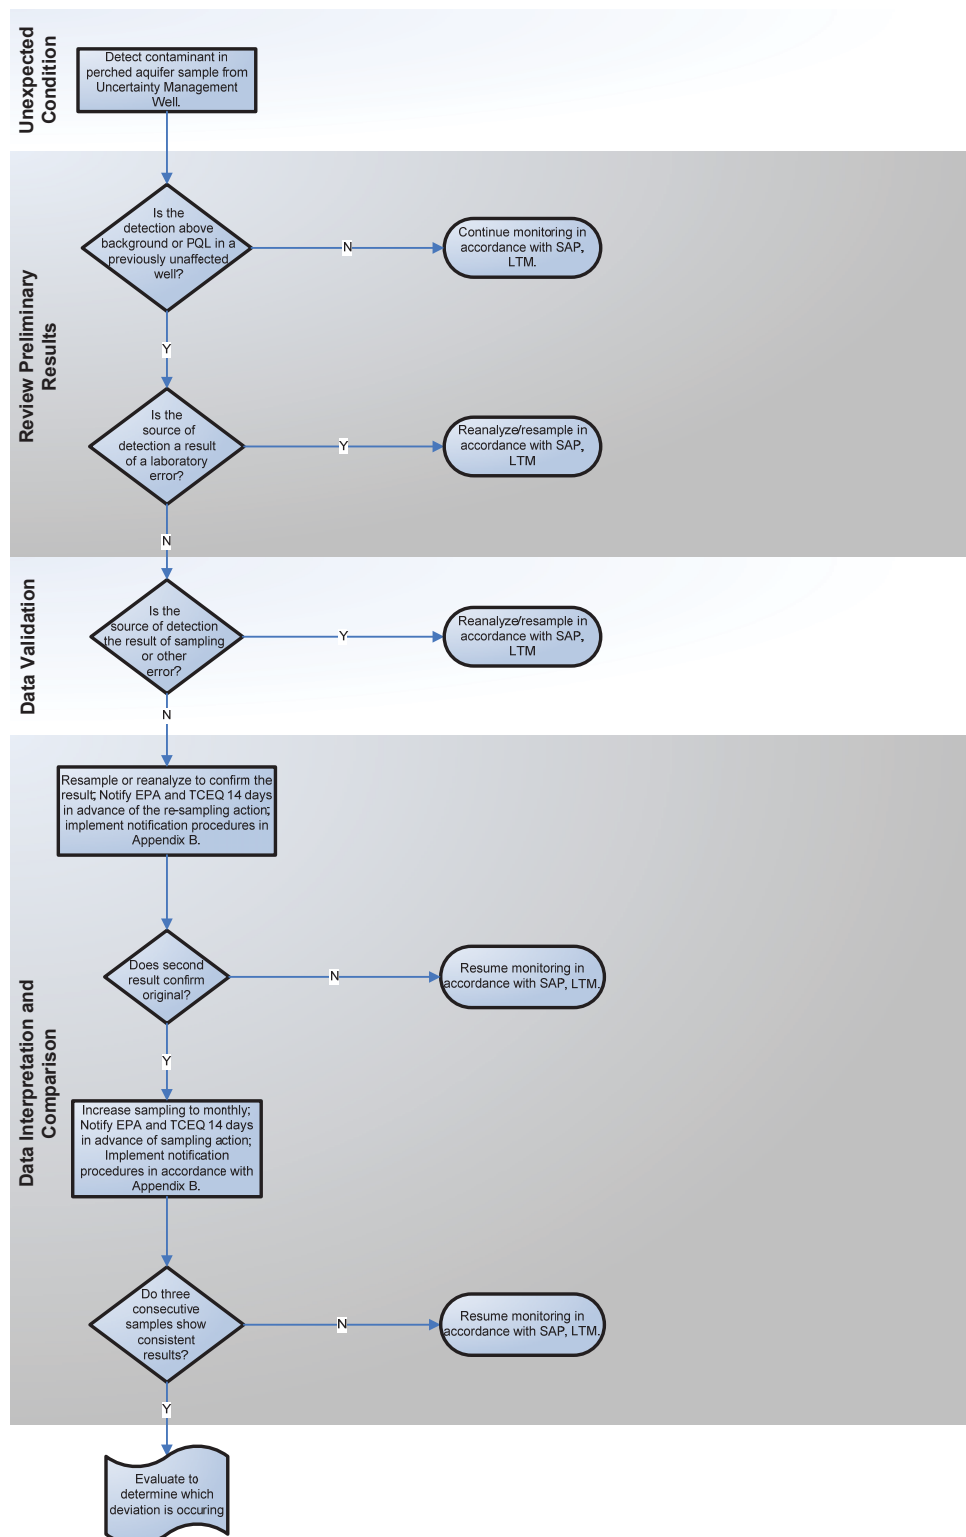 Unexpected
Condition
Detect contaminant in
perched aquifer sample from
Uncertainty Management
Well.
Review Preliminary
Results
Is the
detection above
background or PQL in a
previously unaffected
well?
N
Continue monitoring in
accordance with SAP,
LTM.
Y
Is the
source of
detection a result
of a laboratory
error?
Y
Reanalyze/resample in
accordance with SAP,
LTM
N
Data Validation
Is the
source of detection
the result of sampling
or other
error?
Y
Reanalyze/resample in
accordance with SAP,
LTM
N
Data Interpretation and
Comparison
Resample or reanalyze to confirm the
result; Notify EPA and TCEQ 14 days
in advance of the re-sampling action;
implement notification procedures in
Appendix B.
Does second
result confirm
original?
N
Resume monitoring in
accordance with SAP, LTM.
Y
Increase sampling to monthly;
Notify EPA and TCEQ 14 days
in advance of sampling action;
Implement notification
procedures in accordance with
Appendix B.
Do three
consecutive
samples show
consistent
results?
N
Resume monitoring in
accordance with SAP, LTM.
Y
Evaluate to
determine which
deviation is occuring